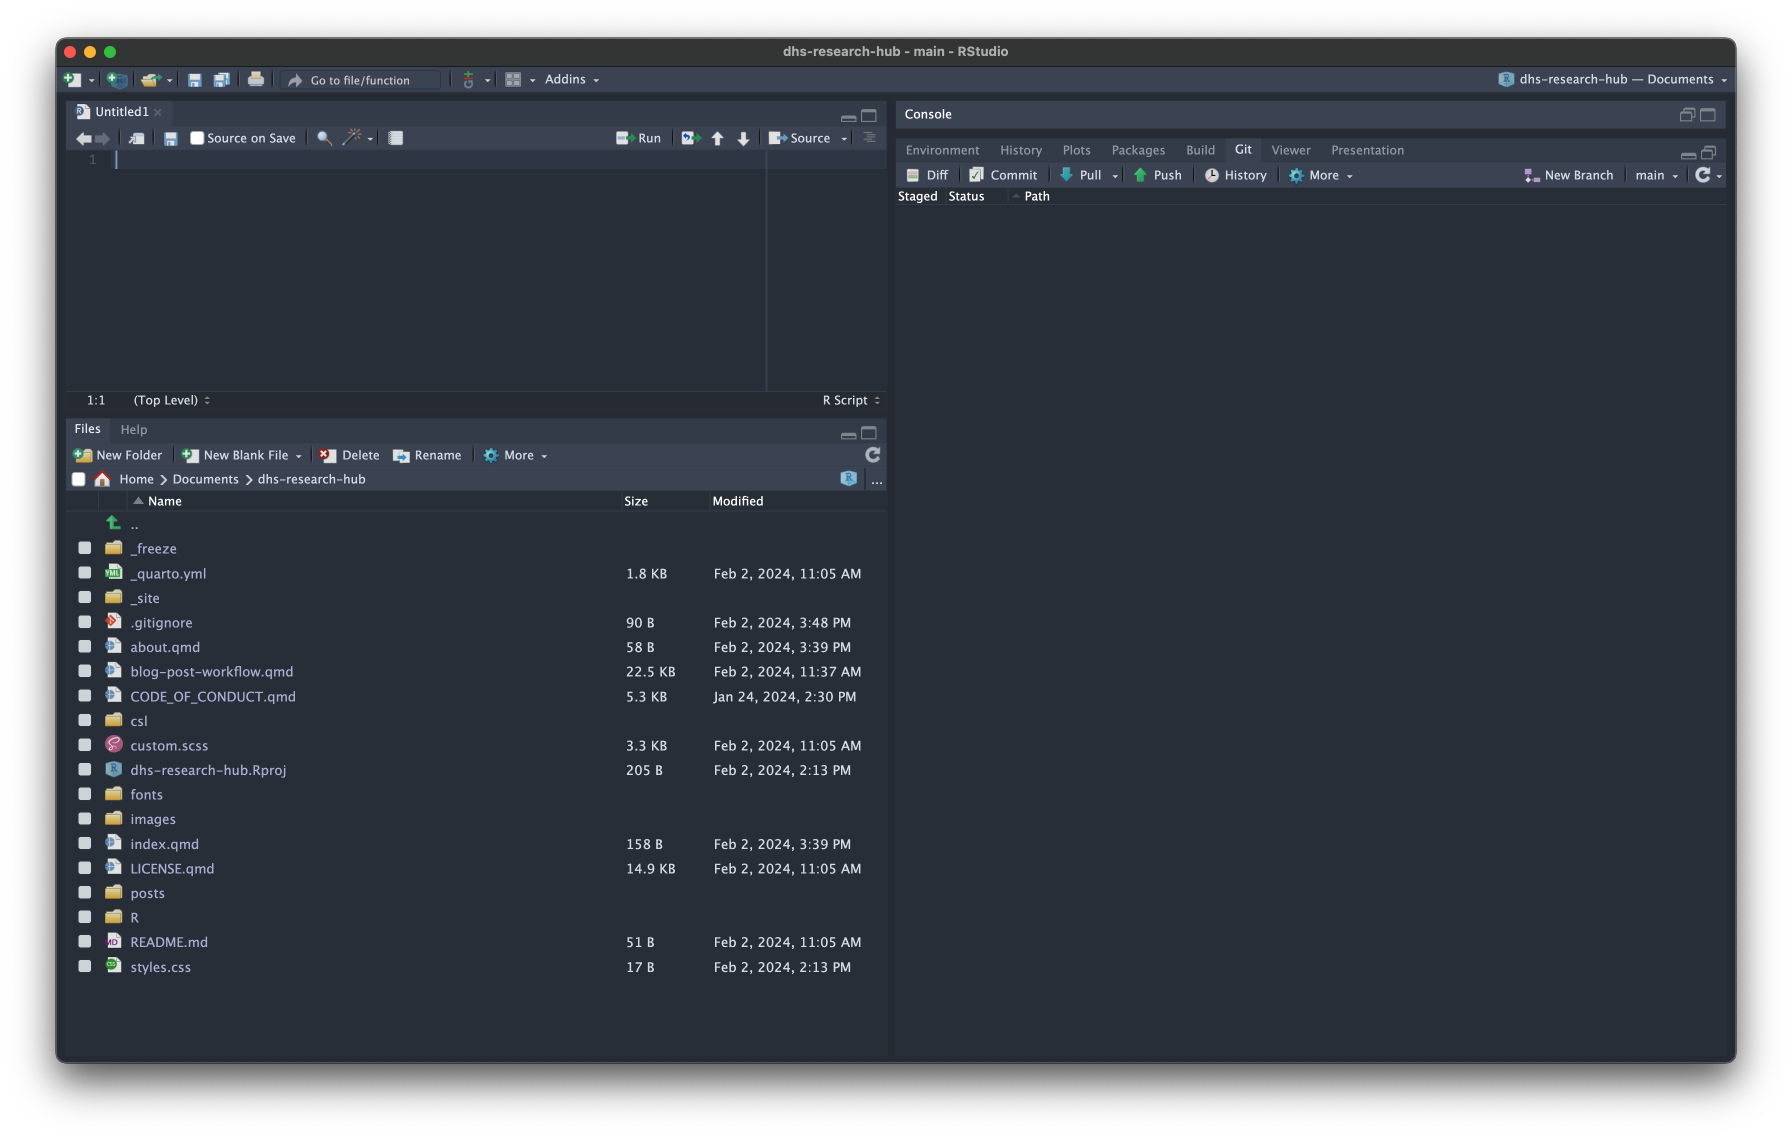 dhs-research-hub - main - RStudio
Go to file/function Addins dhs-research-hub — Documents
Untitled1
Source on Save Run Source
1
1:1 (Top Level) R Script
Files Help
New Folder New Blank File Delete Rename More
Home Documents dhs-research-hub ...
Name Size Modified
..
_freeze
_quarto.yml 1.8 KB Feb 2, 2024, 11:05 AM
_site
.gitignore 90 B Feb 2, 2024, 3:48 PM
about.qmd 58 B Feb 2, 2024, 3:39 PM
blog-post-workflow.qmd 22.5 KB Feb 2, 2024, 11:37 AM
CODE_OF_CONDUCT.qmd 5.3 KB Jan 24, 2024, 2:30 PM
csl
custom.scss 3.3 KB Feb 2, 2024, 11:05 AM
dhs-research-hub.Rproj 205 B Feb 2, 2024, 2:13 PM
fonts
images
index.qmd 158 B Feb 2, 2024, 3:39 PM
LICENSE.qmd 14.9 KB Feb 2, 2024, 11:05 AM
posts
R
README.md 51 B Feb 2, 2024, 11:05 AM
styles.css 17 B Feb 2, 2024, 2:13 PM
Console
Environment History Plots Packages Build Git Viewer Presentation
Diff Commit Pull Push History More New Branch main
Staged Status Path